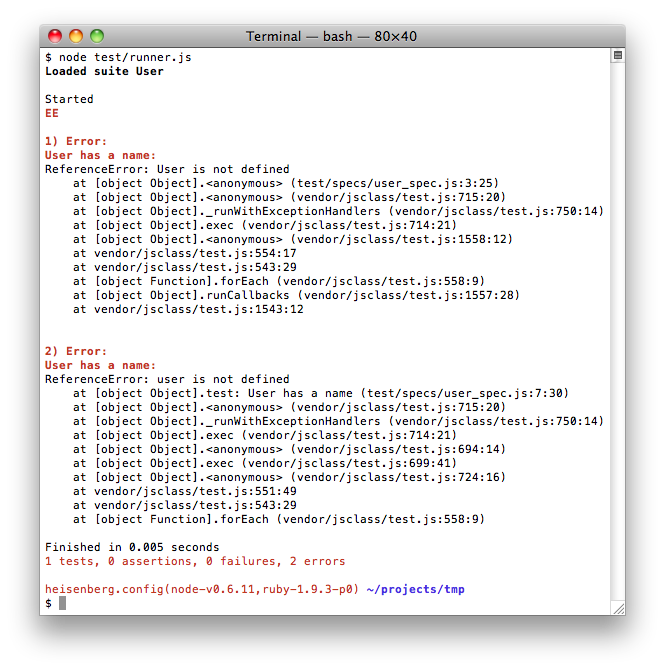 Terminal — bash — 80×40
$ node test/runner.js
Loaded suite User
Started
EE
1) Error:
User has a name:
ReferenceError: User is not defined
    at [object Object].<anonymous> (test/specs/user_spec.js:3:25)
    at [object Object].<anonymous> (vendor/jsclass/test.js:715:20)
    at [object Object]._runWithExceptionHandlers (vendor/jsclass/test.js:750:14)
    at [object Object].exec (vendor/jsclass/test.js:714:21)
    at [object Object].<anonymous> (vendor/jsclass/test.js:1558:12)
    at vendor/jsclass/test.js:554:17
    at vendor/jsclass/test.js:543:29
    at [object Function].forEach (vendor/jsclass/test.js:558:9)
    at [object Object].runCallbacks (vendor/jsclass/test.js:1557:28)
    at vendor/jsclass/test.js:1543:12
2) Error:
User has a name:
ReferenceError: user is not defined
    at [object Object].test: User has a name (test/specs/user_spec.js:7:30)
    at [object Object].<anonymous> (vendor/jsclass/test.js:715:20)
    at [object Object]._runWithExceptionHandlers (vendor/jsclass/test.js:750:14)
    at [object Object].exec (vendor/jsclass/test.js:714:21)
    at [object Object].<anonymous> (vendor/jsclass/test.js:694:14)
    at [object Object].exec (vendor/jsclass/test.js:699:41)
    at [object Object].<anonymous> (vendor/jsclass/test.js:724:16)
    at vendor/jsclass/test.js:551:49
    at vendor/jsclass/test.js:543:29
    at [object Function].forEach (vendor/jsclass/test.js:558:9)
Finished in 0.005 seconds
1 tests, 0 assertions, 0 failures, 2 errors
heisenberg.config(node-v0.6.11,ruby-1.9.3-p0) ~/projects/tmp
$